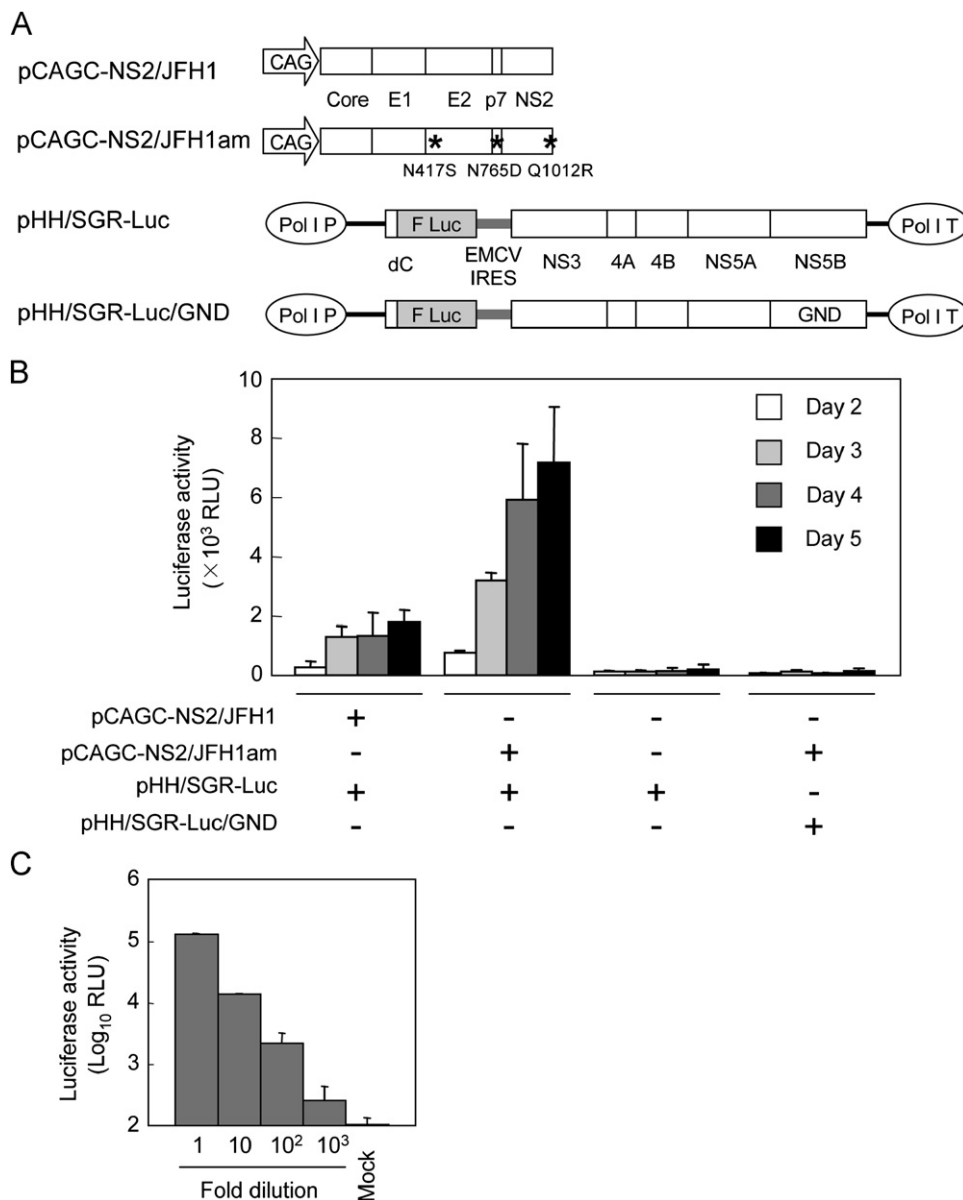 A
pCAGC-NS2/JFH1
CAG
Core E1 E2 p7 NS2
pCAGC-NS2/JFH1am
CAG * * *
N417S N765D Q1012R
pHH/SGR-Luc
Pol I P F Luc Pol I T
dC EMCV IRES NS3 4A 4B NS5A NS5B
pHH/SGR-Luc/GND
Pol I P F Luc GND Pol I T
B
Luciferase activity
(×10³ RLU)
10
8
6
4
2
0
Day 2
Day 3
Day 4
Day 5
pCAGC-NS2/JFH1 + - - -
pCAGC-NS2/JFH1am - + - +
pHH/SGR-Luc + + + -
pHH/SGR-Luc/GND - - - +
C
Luciferase activity
(Log₁₀ RLU)
6
5
4
3
2
1 10 10² 10³ Mock
Fold dilution